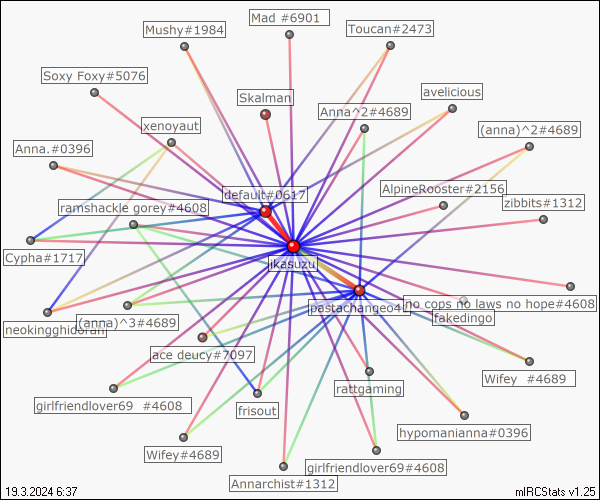 Mad #6901
Mushy#1984
Toucan#2473
Soxy Foxy#5076
avelicious
Skalman
Anna^2#4689
xenoyaut
(anna)^2#4689
Anna.#0396
default#0617
AlpineRooster#2156
zibbits#1312
ramshackle gorey#4608
Cypha#1717
ikasuzu
no cops no laws no hope#4608
pastachangeo4
fakedingo
neokingghidorah
(anna)^3#4689
ace deucy#7097
Wifey #4689
rattgaming
girlfriendlover69 #4608
frisout
hypomanianna#0396
Wifey#4689
girlfriendlover69#4608
Annarchist#1312
19.3.2024 6:37
mIRCStats v1.25